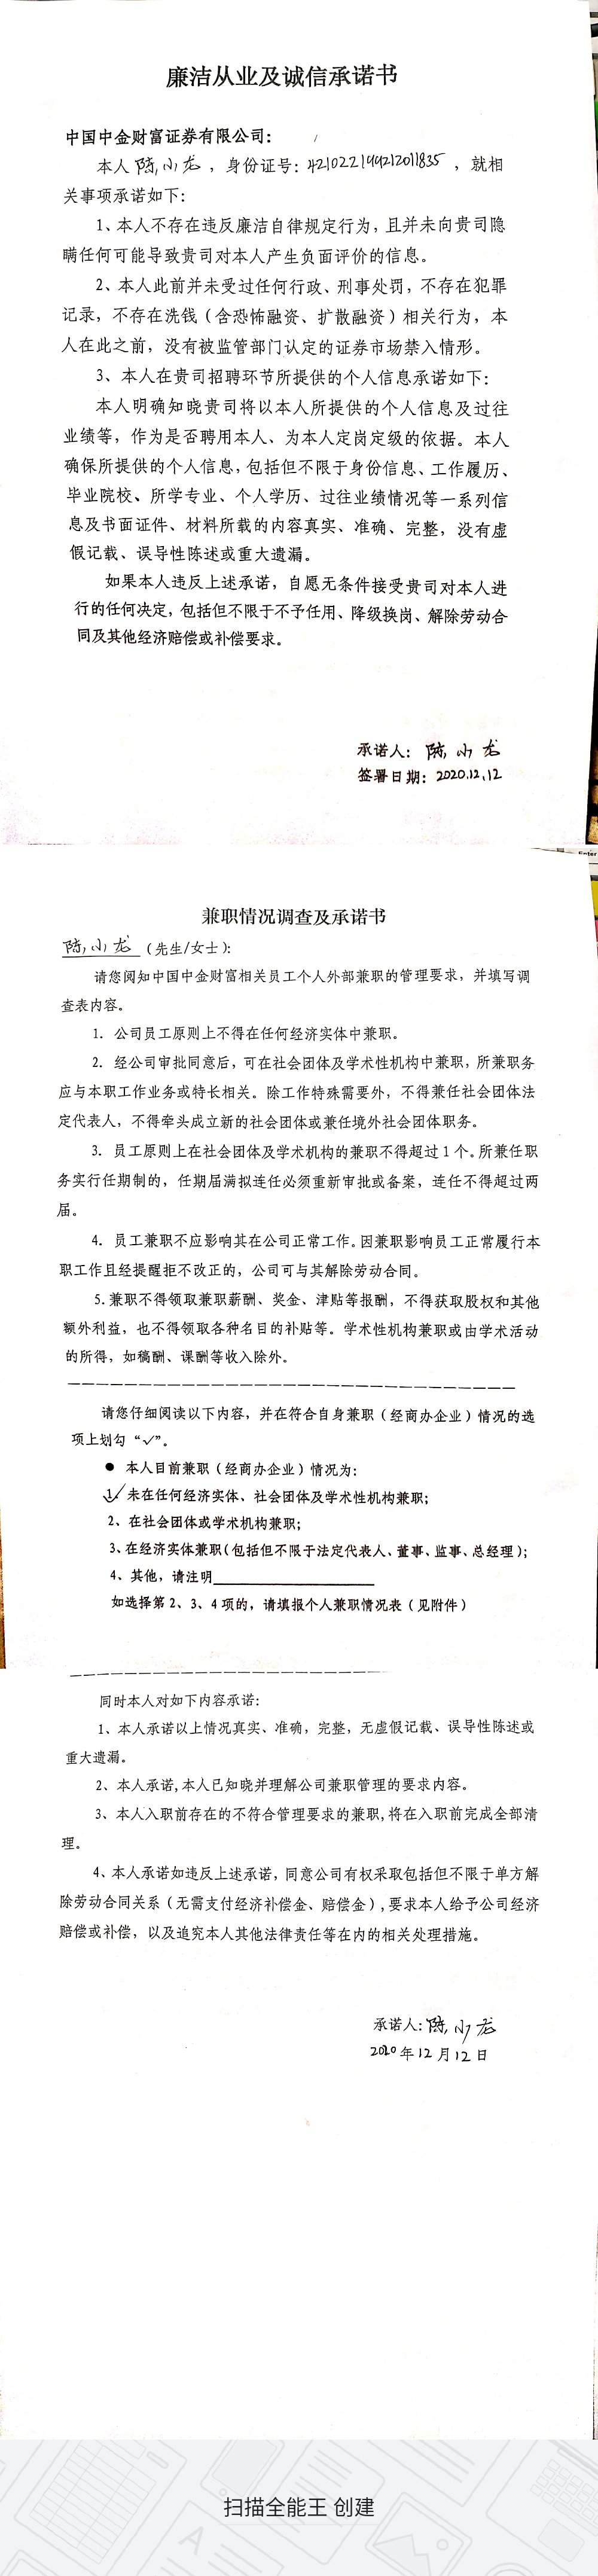 廉洁从业及诚信承诺书
中国中金财富证券有限公司：
本人 陈小龙 ，身份证号：421022199212011835 ，就相
关事项承诺如下：
1、本人不存在违反廉洁自律规定行为，且并未向贵司隐
瞒任何可能导致贵司对本人产生负面评价的信息。
2、本人此前并未受过任何行政、刑事处罚，不存在犯罪
记录，不存在洗钱（含恐怖融资、扩散融资）相关行为，本
人在此之前，没有被监管部门认定的证券市场禁入情形。
3、本人在贵司招聘环节所提供的个人信息承诺如下：
本人明确知晓贵司将以本人所提供的个人信息及过往
业绩等，作为是否聘用本人、为本人定岗定级的依据。本人
确保所提供的个人信息，包括但不限于身份信息、工作履历、
毕业院校、所学专业、个人学历、过往业绩情况等一系列信
息及书面证件、材料所载的内容真实、准确、完整，没有虚
假记载、误导性陈述或重大遗漏。
如果本人违反上述承诺，自愿无条件接受贵司对本人进
行的任何决定，包括但不限于不予任用、降级换岗、解除劳动合
同及其他经济赔偿或补偿要求。
承诺人：陈小龙
签署日期：2020.12.12
Enter
兼职情况调查及承诺书
陈小龙（先生/女士）：
请您阅知中国中金财富相关员工个人外部兼职的管理要求，并填写调
查表内容。
1. 公司员工原则上不得在任何经济实体中兼职。
2. 经公司审批同意后，可在社会团体及学术性机构中兼职，所兼职务
应与本职工作业务或特长相关。除工作特殊需要外，不得兼任社会团体法
定代表人，不得牵头成立新的社会团体或兼任境外社会团体职务。
3. 员工原则上在社会团体及学术机构的兼职不得超过1个。所兼任职
务实行任期制的，任期届满拟连任必须重新审批或备案，连任不得超过两
届。
4. 员工兼职不应影响其在公司正常工作。因兼职影响员工正常履行本
职工作且经提醒拒不改正的，公司可与其解除劳动合同。
5.兼职不得领取兼职薪酬、奖金、津贴等报酬，不得获取股权和其他
额外利益，也不得领取各种名目的补贴等。学术性机构兼职或由学术活动
的所得，如稿酬、课酬等收入除外。
请您仔细阅读以下内容，并在符合自身兼职（经商办企业）情况的选
项上划勾“✓”。
● 本人目前兼职（经商办企业）情况为：
1✓未在任何经济实体、社会团体及学术性机构兼职；
2、在社会团体或学术机构兼职；
3、在经济实体兼职（包括但不限于法定代表人、董事、监事、总经理）；
4、其他，请注明
如选择第2、3、4项的，请填报个人兼职情况表（见附件）
同时本人对如下内容承诺：
1、本人承诺以上情况真实、准确，完整，无虚假记载、误导性陈述或
重大遗漏。
2、本人承诺，本人已知晓并理解公司兼职管理的要求内容。
3、本人入职前存在的不符合管理要求的兼职，将在入职前完成全部清
理。
4、本人承诺如违反上述承诺，同意公司有权采取包括但不限于单方解
除劳动合同关系（无需支付经济补偿金、赔偿金），要求本人给予公司经济
赔偿或补偿，以及追究本人其他法律责任等在内的相关处理措施。
承诺人：陈小龙
2020年12月12日
扫描全能王 创建